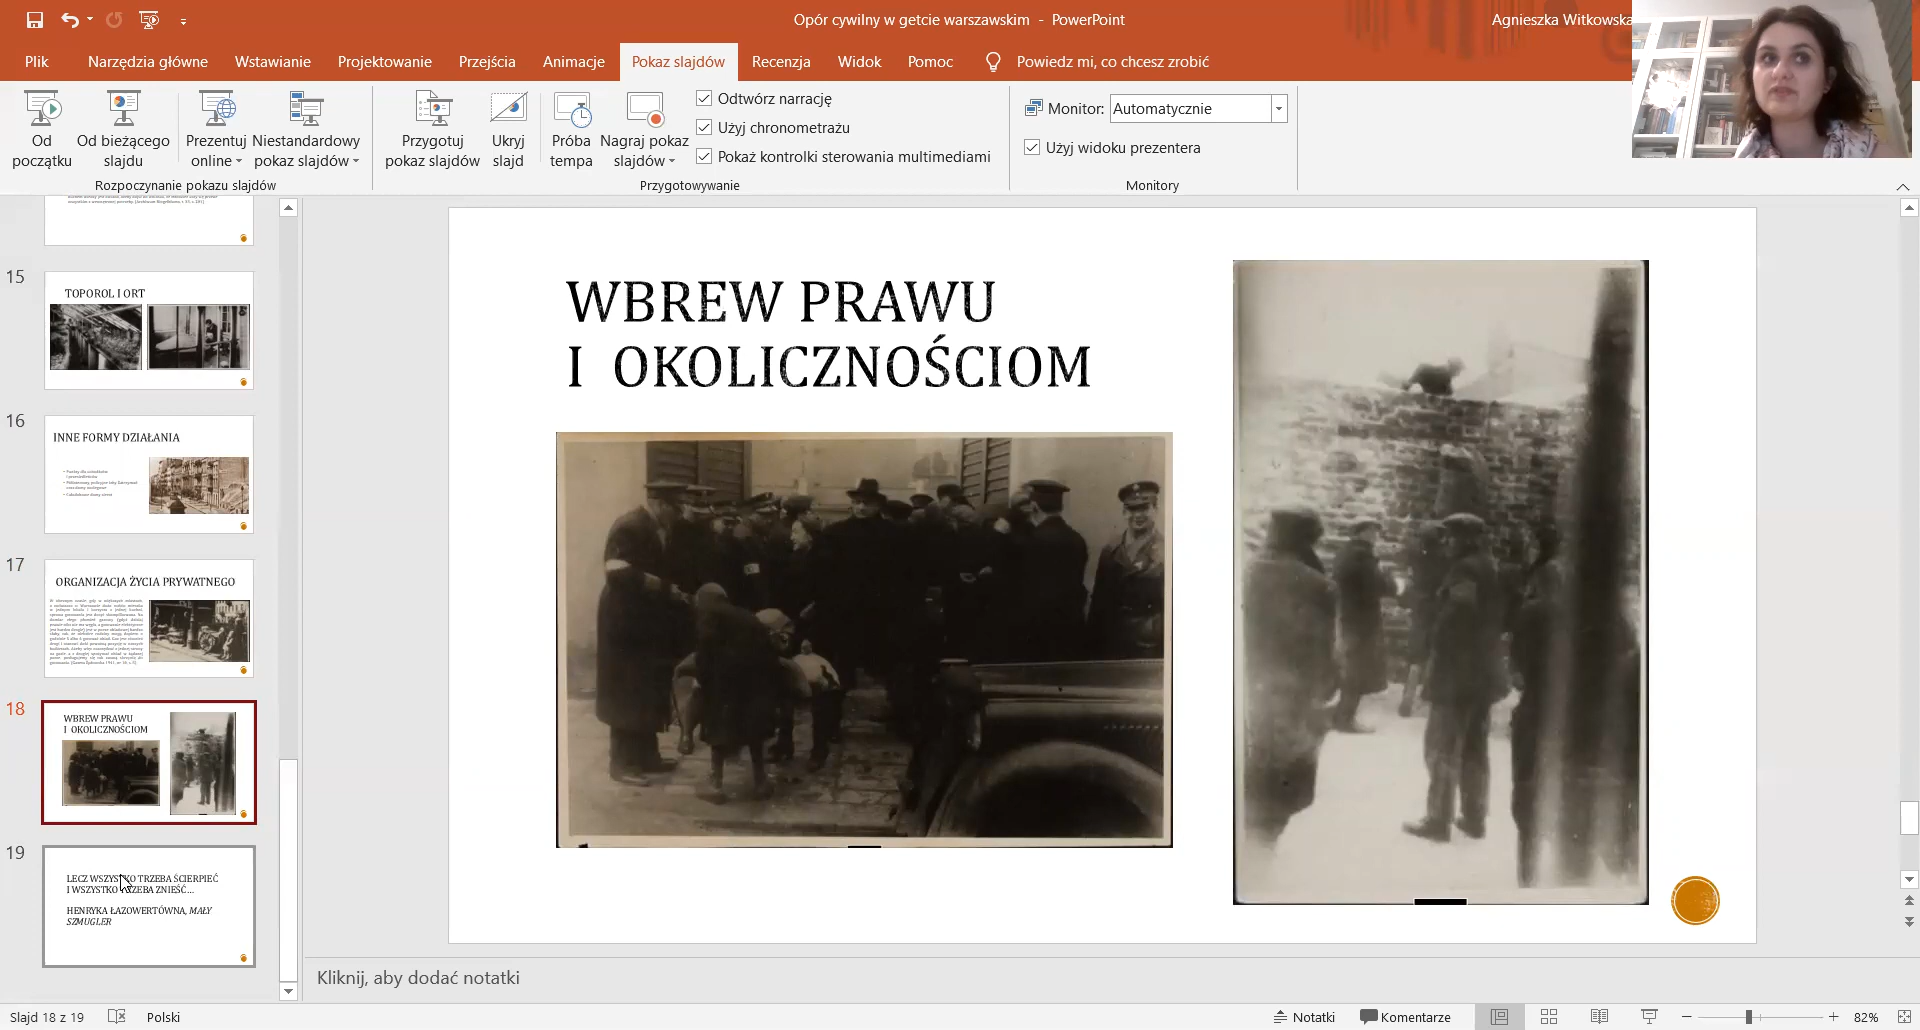 Opór cywilny w getcie warszawskim - PowerPoint
Agnieszka Witkowska
Plik
Narzędzia główne
Wstawianie
Projektowanie
Przejścia
Animacje
Pokaz slajdów
Recenzja
Widok
Pomoc
Powiedz mi, co chcesz zrobić
Od
początku
Od bieżącego
slajdu
Prezentuj
online
Niestandardowy
pokaz slajdów
Rozpoczynanie pokazu slajdów
Przygotuj
pokaz slajdów
Ukryj
slajd
Próba
tempa
Nagraj pokaz
slajdów
Odtwórz narrację
Użyj chronometrażu
Pokaż kontrolki sterowania multimediami
Przygotowywanie
Monitor: Automatycznie
Użyj widoku prezentera
Monitory
15
TOPOROL I ORT
16
INNE FORMY DZIAŁANIA
17
ORGANIZACJA ŻYCIA PRYWATNEGO
18
WBREW PRAWU
I OKOLICZNOŚCIOM
19
LECZ WSZYSTKO TRZEBA ŚCIERPIEĆ
I WSZYSTKO TRZEBA ZNIEŚĆ...
HENRYKA ŁAZOWERTÓWNA, MAŁY
SZMUGLER
WBREW PRAWU
I OKOLICZNOŚCIOM
Kliknij, aby dodać notatki
Slajd 18 z 19
Polski
Notatki
Komentarze
82%